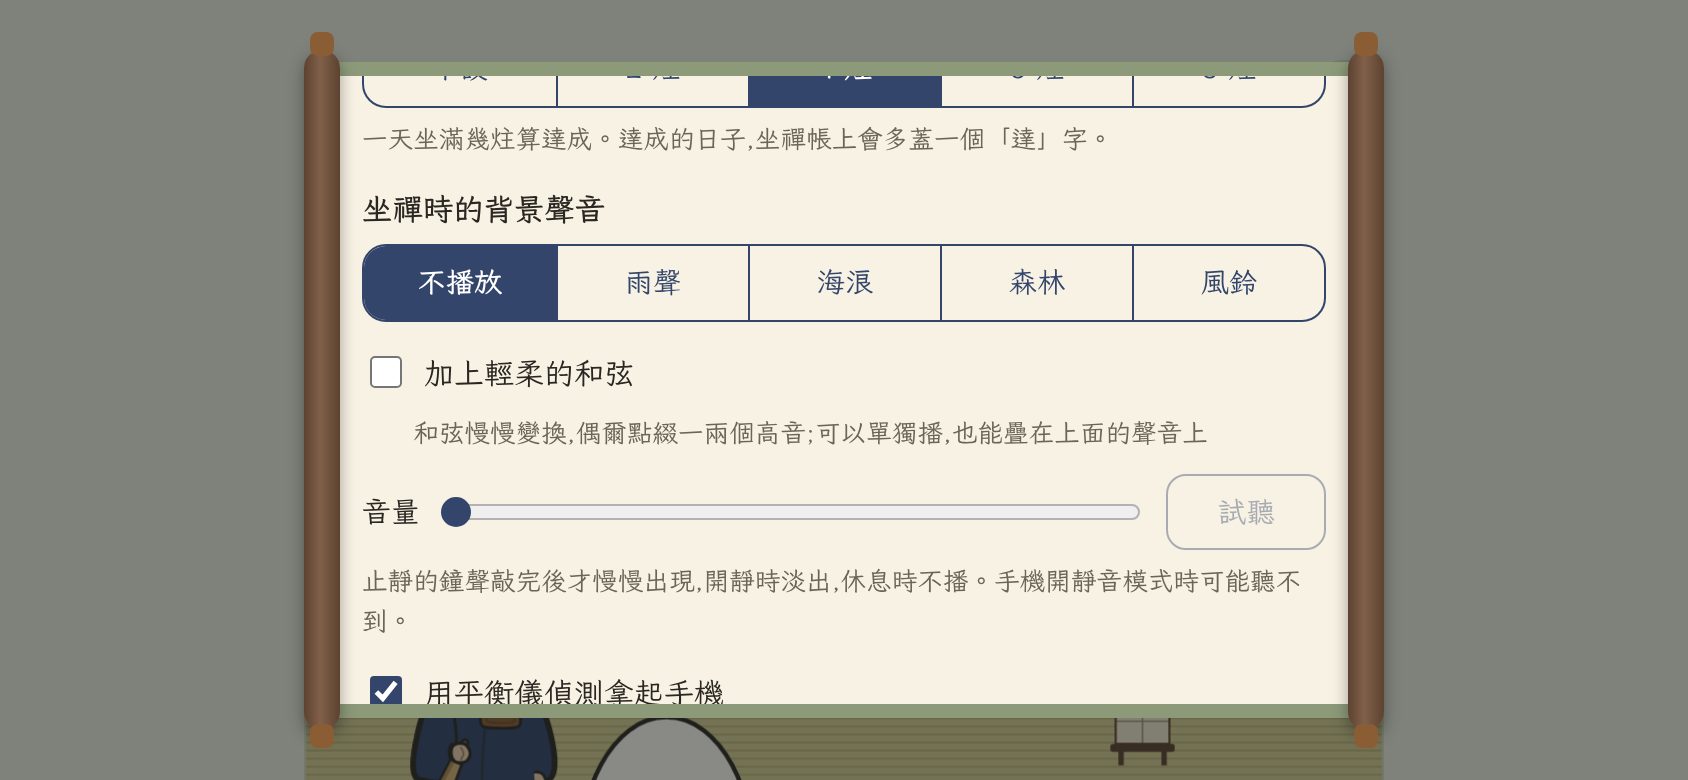 一天坐滿幾炷算達成。達成的日子,坐禪帳上會多蓋一個「達」字。
坐禪時的背景聲音
不播放 雨聲 海浪 森林 風鈴
加上輕柔的和弦
和弦慢慢變換,偶爾點綴一兩個高音;可以單獨播,也能疊在上面的聲音上
音量 試聽
止靜的鐘聲敲完後才慢慢出現,開靜時淡出,休息時不播。手機開靜音模式時可能聽不
到。
用平衡儀偵測拿起手機